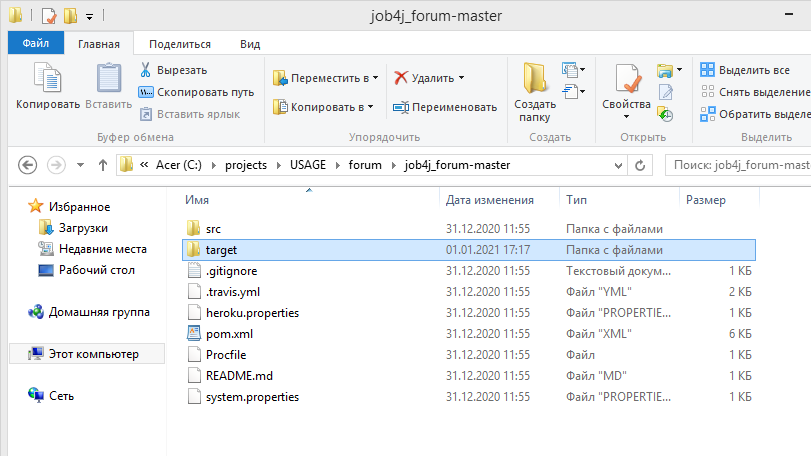 job4j_forum-master
Файл Главная Поделиться Вид
Копировать Вставить Вырезать Скопировать путь Вставить ярлык
Буфер обмена
Переместить в Копировать в Удалить Переименовать
Упорядочить
Создать папку
Создать
Свойства
Открыть
Выделить все
Снять выделение
Обратить выделе
Выделить
« Acer (C:) projects USAGE forum job4j_forum-master Поиск: job4j_forum-maste
Имя Дата изменения Тип Размер
Избранное
Загрузки
Недавние места
Рабочий стол
Домашняя группа
Этот компьютер
Сеть
src 31.12.2020 11:55 Папка с файлами
target 01.01.2021 17:17 Папка с файлами
.gitignore 31.12.2020 11:55 Текстовый докум... 1 КБ
.travis.yml 31.12.2020 11:55 Файл "YML" 2 КБ
heroku.properties 31.12.2020 11:55 Файл "PROPERTIE... 1 КБ
pom.xml 31.12.2020 11:55 Файл "XML" 6 КБ
Procfile 31.12.2020 11:55 Файл 1 КБ
README.md 31.12.2020 11:55 Файл "MD" 1 КБ
system.properties 31.12.2020 11:55 Файл "PROPERTIE... 1 КБ